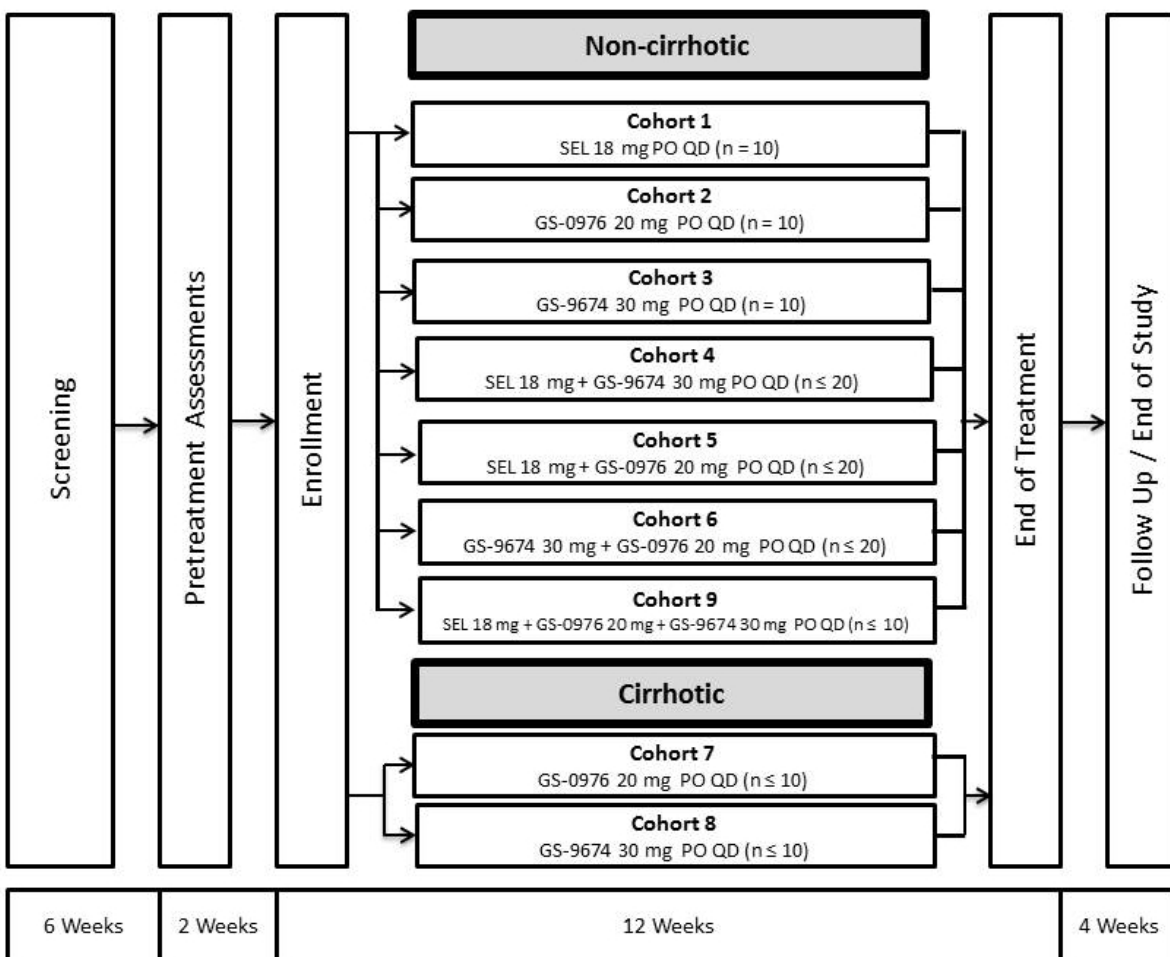 Screening
Pretreatment Assessments
Enrollment
Non-cirrhotic
Cohort 1
SEL 18 mg PO QD (n = 10)
Cohort 2
GS-0976 20 mg PO QD (n = 10)
Cohort 3
GS-9674 30 mg PO QD (n = 10)
Cohort 4
SEL 18 mg + GS-9674 30 mg PO QD (n ≤ 20)
Cohort 5
SEL 18 mg + GS-0976 20 mg PO QD (n ≤ 20)
Cohort 6
GS-9674 30 mg + GS-0976 20 mg PO QD (n ≤ 20)
Cohort 9
SEL 18 mg + GS-0976 20 mg + GS-9674 30 mg PO QD (n ≤ 10)
Cirrhotic
Cohort 7
GS-0976 20 mg PO QD (n ≤ 10)
Cohort 8
GS-9674 30 mg PO QD (n ≤ 10)
End of Treatment
Follow Up / End of Study
6 Weeks
2 Weeks
12 Weeks
4 Weeks